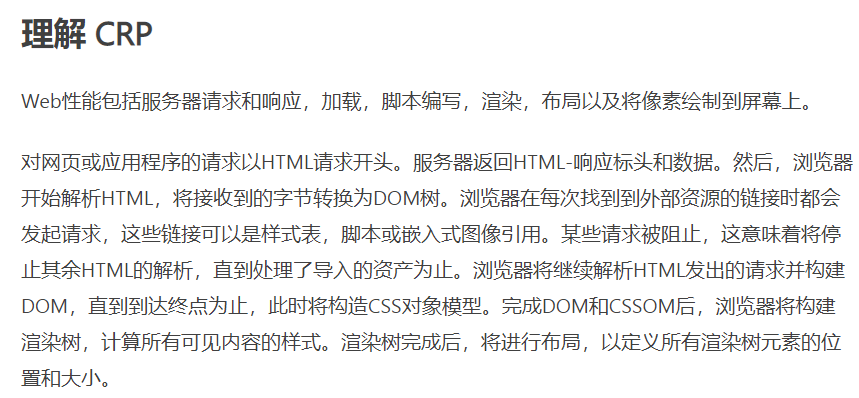 理解 CRP
Web性能包括服务器请求和响应，加载，脚本编写，渲染，布局以及将像素绘制到屏幕上。
对网页或应用程序的请求以HTML请求开头。服务器返回HTML-响应标头和数据。然后，浏览器
开始解析HTML，将接收到的字节转换为DOM树。浏览器在每次找到到外部资源的链接时都会
发起请求，这些链接可以是样式表，脚本或嵌入式图像引用。某些请求被阻止，这意味着将停
止其余HTML的解析，直到处理了导入的资产为止。浏览器将继续解析HTML发出的请求并构建
DOM，直到到达终点为止，此时将构造CSS对象模型。完成DOM和CSSOM后，浏览器将构建
渲染树，计算所有可见内容的样式。渲染树完成后，将进行布局，以定义所有渲染树元素的位
置和大小。